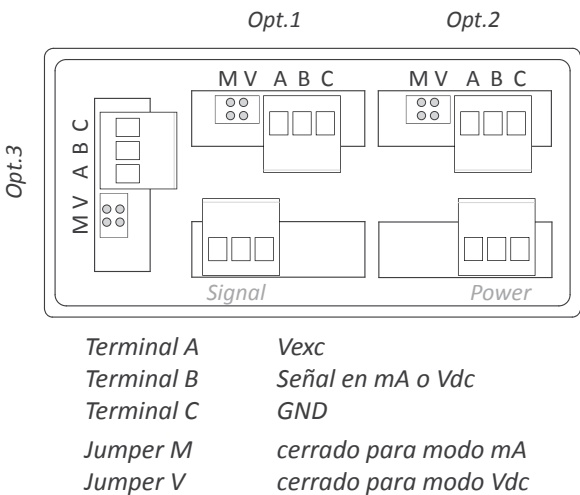 Opt.1 Opt.2
M V A B C M V A B C
Opt.3
M V A B C
Signal Power
Terminal A Vexc
Terminal B Señal en mA o Vdc
Terminal C GND
Jumper M cerrado para modo mA
Jumper V cerrado para modo Vdc